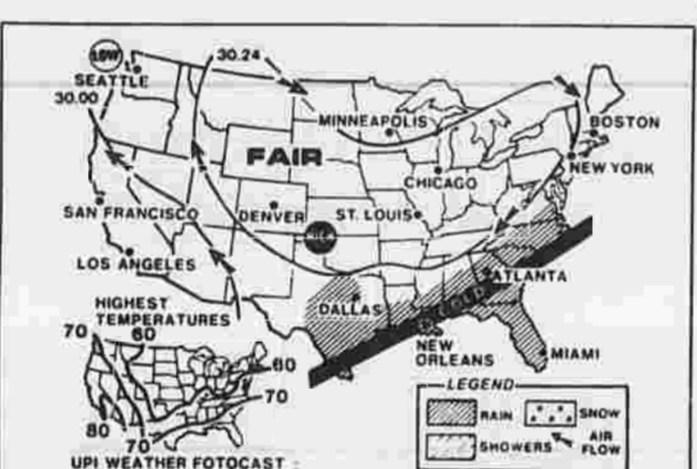 LOW
30.24
SEATTLE
30.00
MINNEAPOLIS
BOSTON
FAIR
NEW YORK
CHICAGO
SAN FRANCISCO
DENVER
ST. LOUIS
LOS ANGELES
ATLANTA
DALLAS
HIGHEST
TEMPERATURES
NEW
ORLEANS
MIAMI
70
60
60
70
80
70
LEGEND
RAIN
SNOW
SHOWERS
AIR
FLOW
UPI WEATHER FOTOCAST